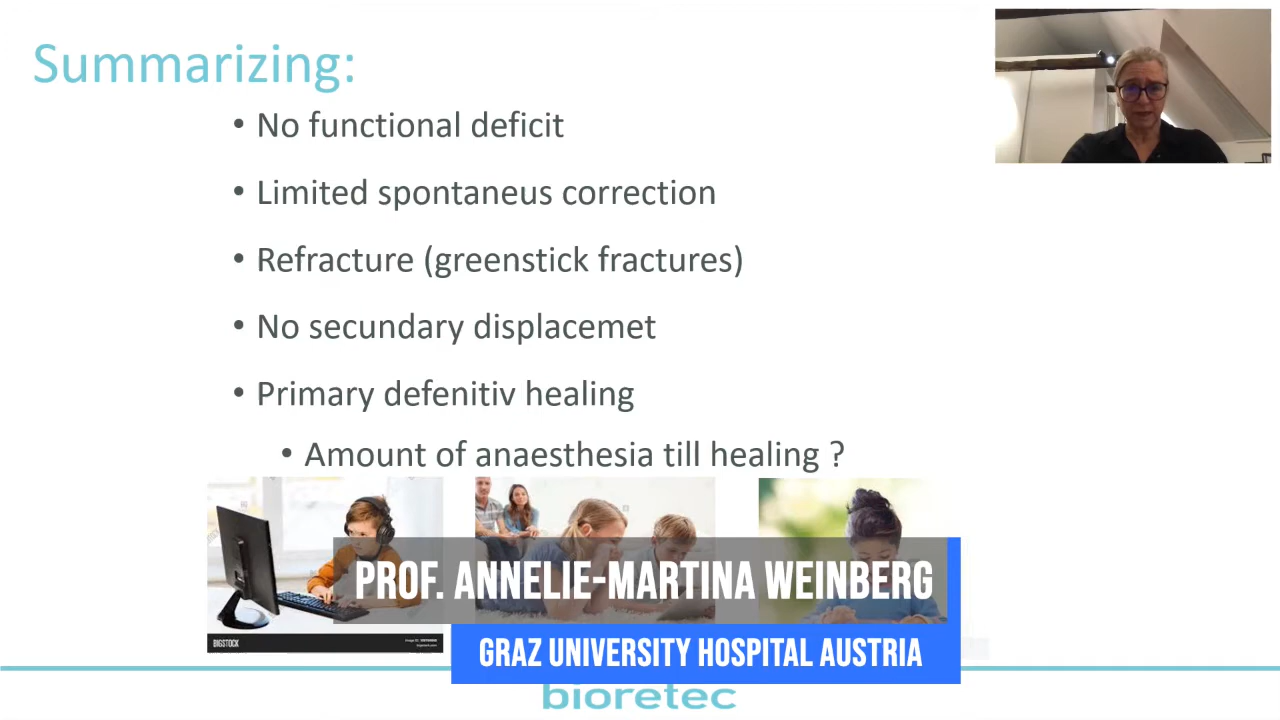 Summarizing:
• No functional deficit
• Limited spontaneus correction
• Refracture (greenstick fractures)
• No secundary displacemet
• Primary defenitiv healing
• Amount of anaesthesia till healing ?
PROF. ANNELIE-MARTINA WEINBERG
GRAZ UNIVERSITY HOSPITAL AUSTRIA
BIGSTOCK
bioretec